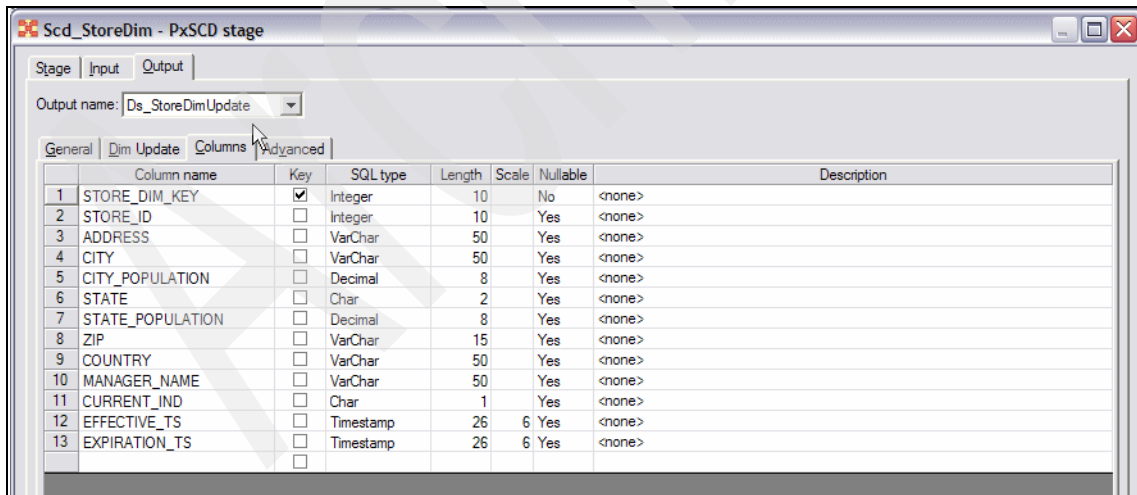 Scd_StoreDim - PxSCD stage
Stage Input Output
Output name: Ds_StoreDimUpdate
General Dim Update Columns Advanced
Column name Key SQL type Length Scale Nullable Description
1 STORE_DIM_KEY Integer 10 No <none>
2 STORE_ID Integer 10 Yes <none>
3 ADDRESS VarChar 50 Yes <none>
4 CITY VarChar 50 Yes <none>
5 CITY_POPULATION Decimal 8 Yes <none>
6 STATE Char 2 Yes <none>
7 STATE_POPULATION Decimal 8 Yes <none>
8 ZIP VarChar 15 Yes <none>
9 COUNTRY VarChar 50 Yes <none>
10 MANAGER_NAME VarChar 50 Yes <none>
11 CURRENT_IND Char 1 Yes <none>
12 EFFECTIVE_TS Timestamp 26 6 Yes <none>
13 EXPIRATION_TS Timestamp 26 6 Yes <none>